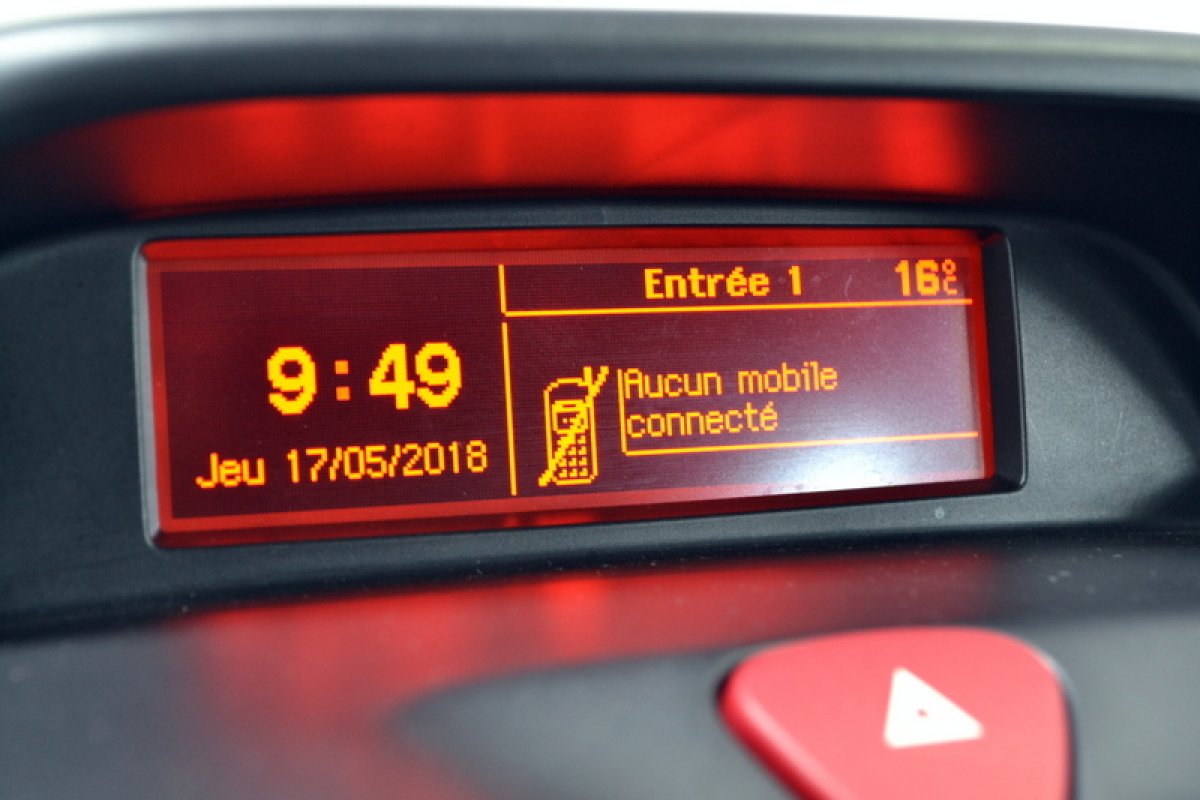 9:49
Jeu 17/05/2018
Entrée 1 16°C
Aucun mobile
connecté